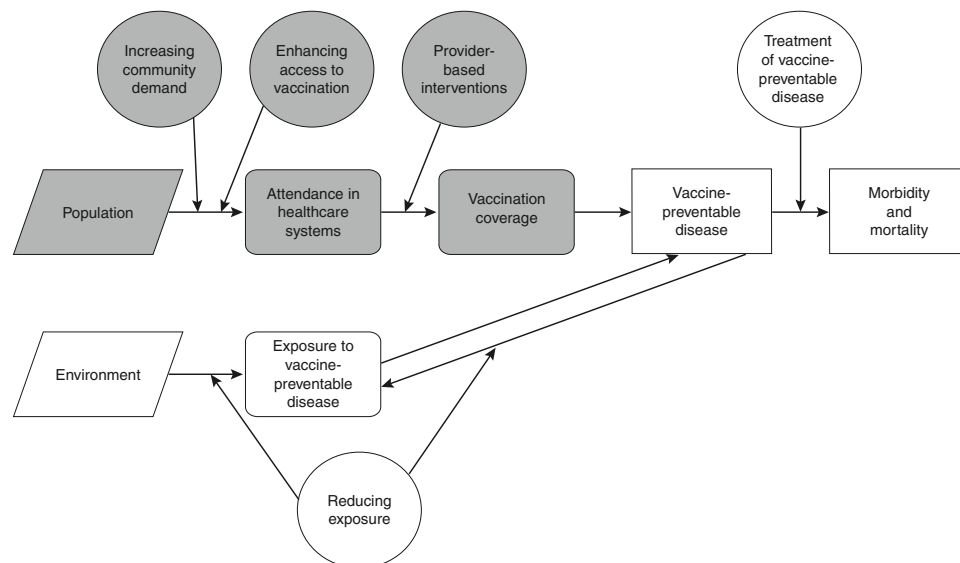 Increasing
community
demand
Enhancing
access to
vaccination
Provider-
based
interventions
Treatment
of vaccine-
preventable
disease
Population
Attendance in
healthcare
systems
Vaccination
coverage
Vaccine-
preventable
disease
Morbidity
and
mortality
Environment
Exposure to
vaccine-
preventable
disease
Reducing
exposure